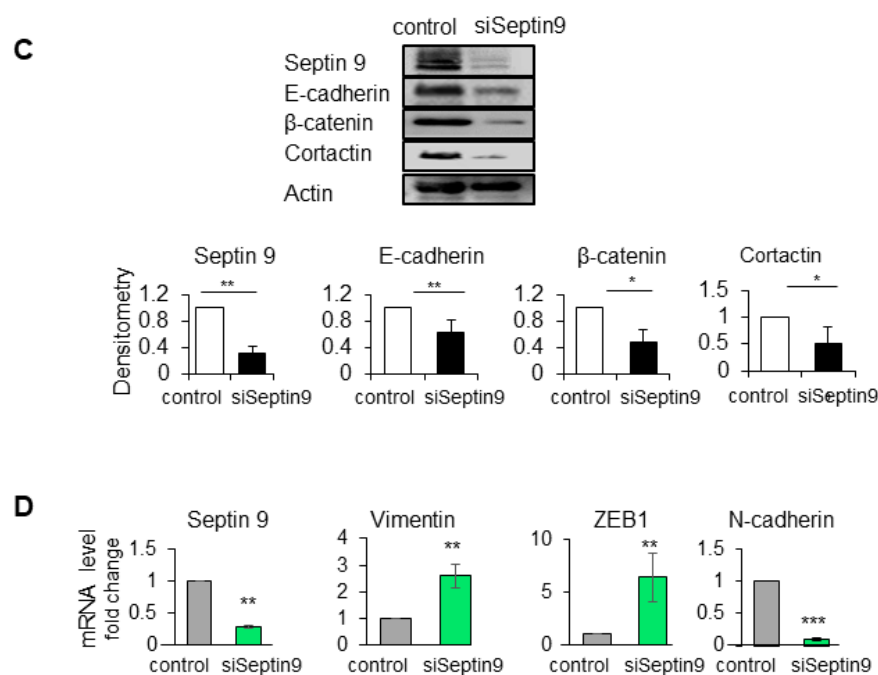 C
control siSeptin9
Septin 9
E-cadherin
β-catenin
Cortactin
Actin
Septin 9 E-cadherin β-catenin Cortactin
Densitometry
** ** * *
1.2 1.2 1.2 1.5
0.8 0.8 0.8 1
0.4 0.4 0.4 0.5
0 0 0 0
control siSeptin9 control siSeptin9 control siSeptin9 control siSeptin9
D
Septin 9 Vimentin ZEB1 N-cadherin
mRNA level
fold change
1.5 4 10 1.5
3
1 2 5 1
0.5 1 0.5
0 0 0 0
** ** ** ***
control siSeptin9 control siSeptin9 control siSeptin9 control siSeptin9